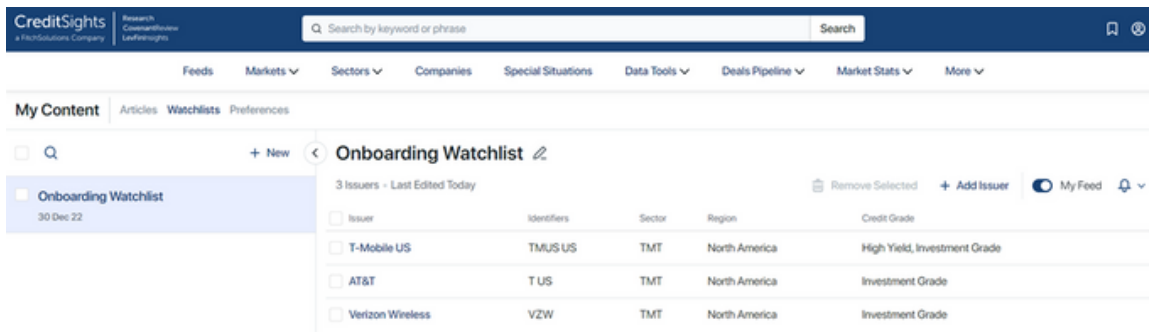 CreditSights
a FitchSolutions Company
Research
CovenantReview
LevFinInsights
Search by keyword or phrase
Search
Feeds Markets Sectors Companies Special Situations Data Tools Deals Pipeline Market Stats More
My Content Articles Watchlists Preferences
+ New
Onboarding Watchlist
30 Dec 22
Onboarding Watchlist
3 Issuers - Last Edited Today
Remove Selected + Add Issuer My Feed
Issuer Identifiers Sector Region Credit Grade
T-Mobile US TMUS US TMT North America High Yield, Investment Grade
AT&T T US TMT North America Investment Grade
Verizon Wireless VZW TMT North America Investment Grade